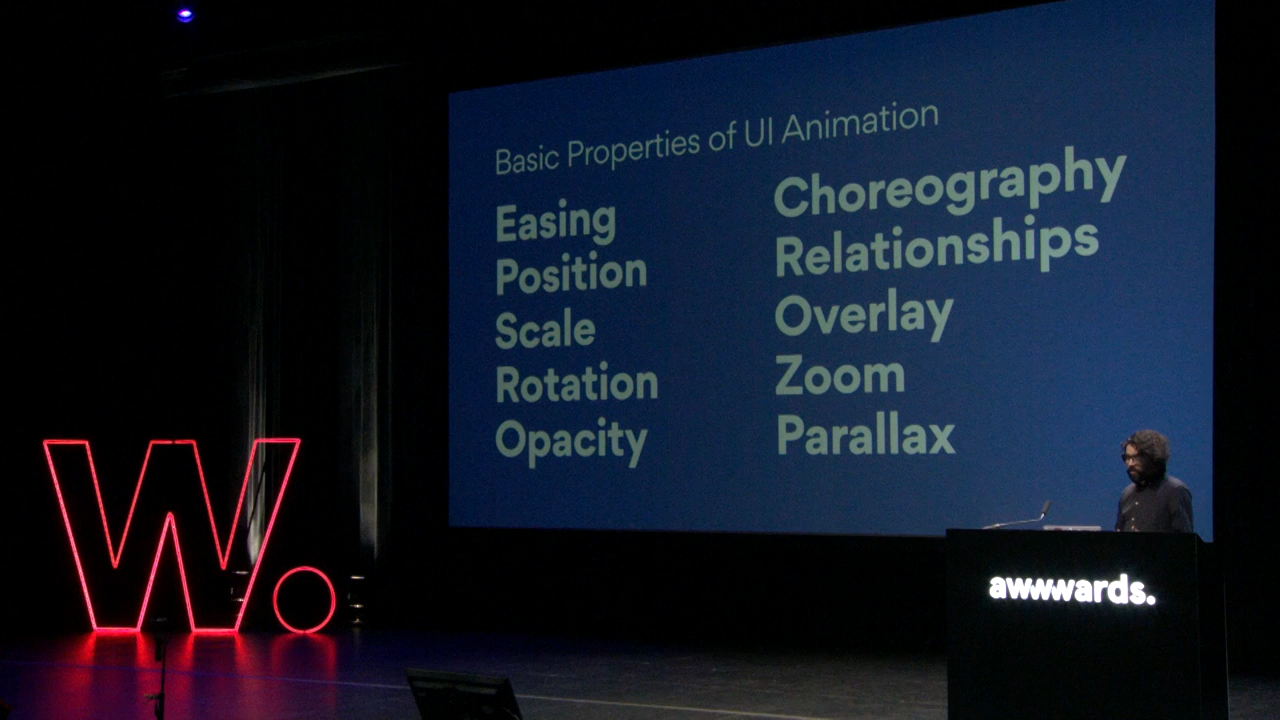 Basic Properties of UI Animation
Easing
Position
Scale
Rotation
Opacity
Choreography
Relationships
Overlay
Zoom
Parallax
W.
awwwards.